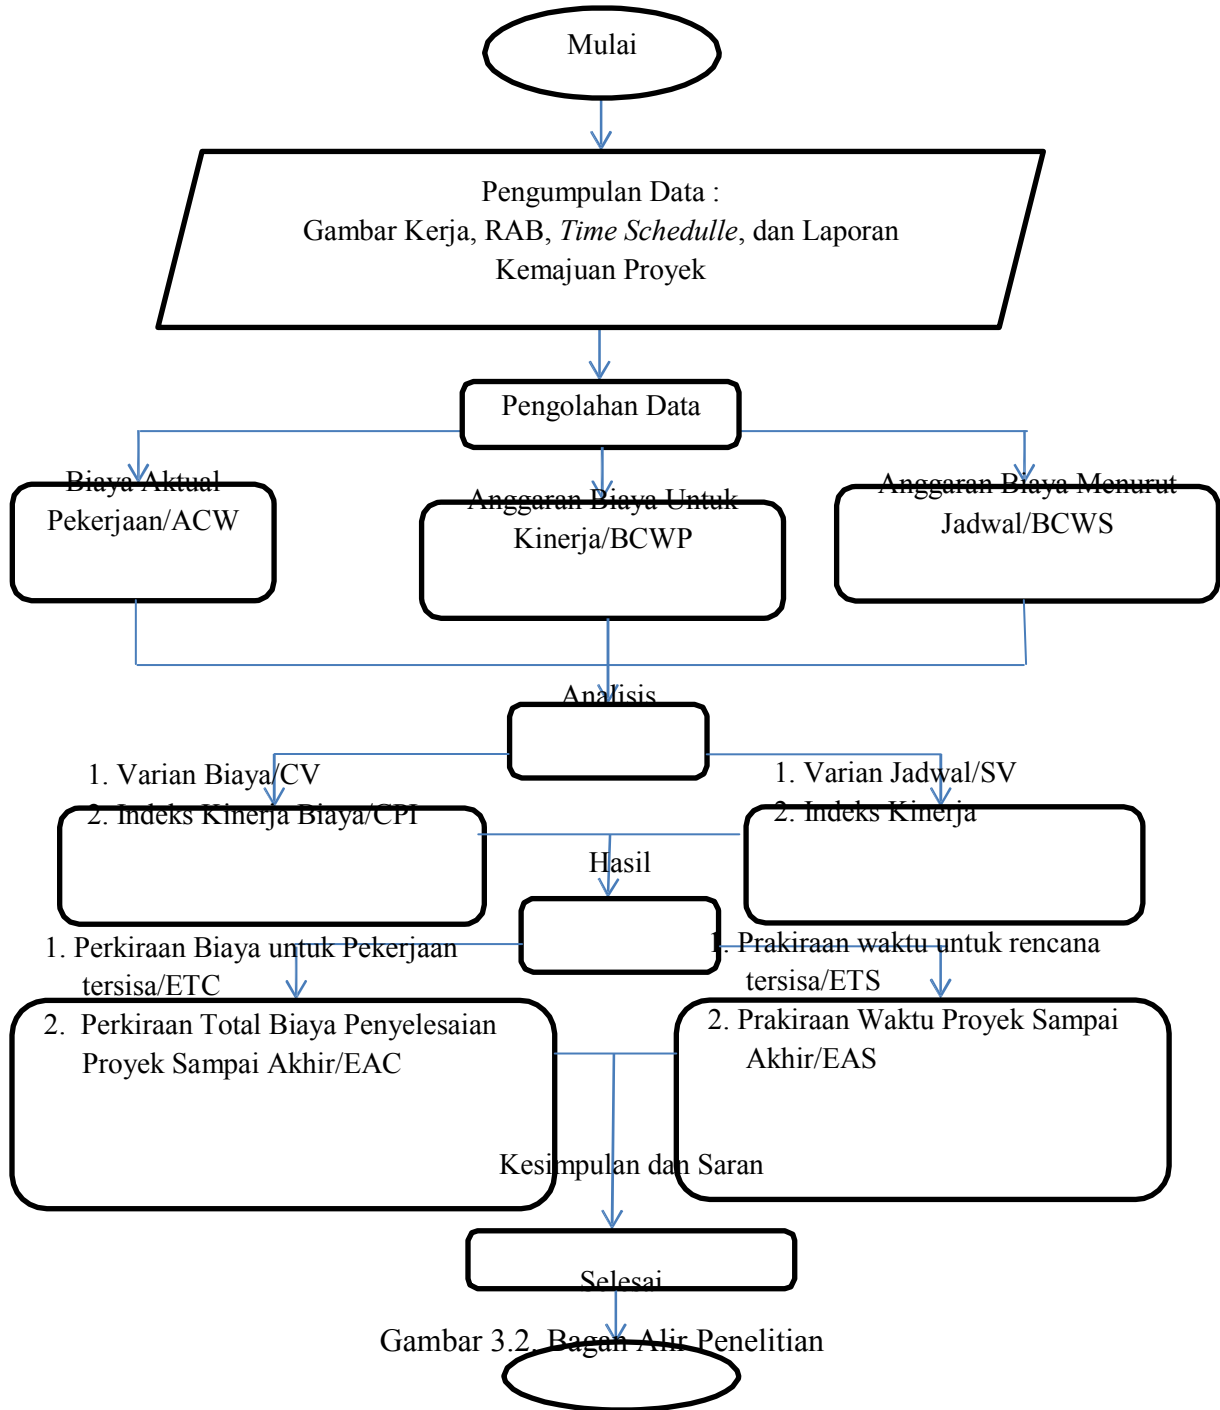 Mulai
Pengumpulan Data :
Gambar Kerja, RAB, Time Schedulle, dan Laporan
Kemajuan Proyek
Pengolahan Data
Biaya Aktual
Pekerjaan/ACW
Anggaran Biaya Untuk
Kinerja/BCWP
Anggaran Biaya Menurut
Jadwal/BCWS
Analisis
1. Varian Biaya/CV
2. Indeks Kinerja Biaya/CPI
1. Varian Jadwal/SV
2. Indeks Kinerja
Hasil
1. Perkiraan Biaya untuk Pekerjaan
tersisa/ETC
2. Perkiraan Total Biaya Penyelesaian
Proyek Sampai Akhir/EAC
1. Prakiraan waktu untuk rencana
tersisa/ETS
2. Prakiraan Waktu Proyek Sampai
Akhir/EAS
Kesimpulan dan Saran
Selesai
Gambar 3.2. Bagan Alir Penelitian